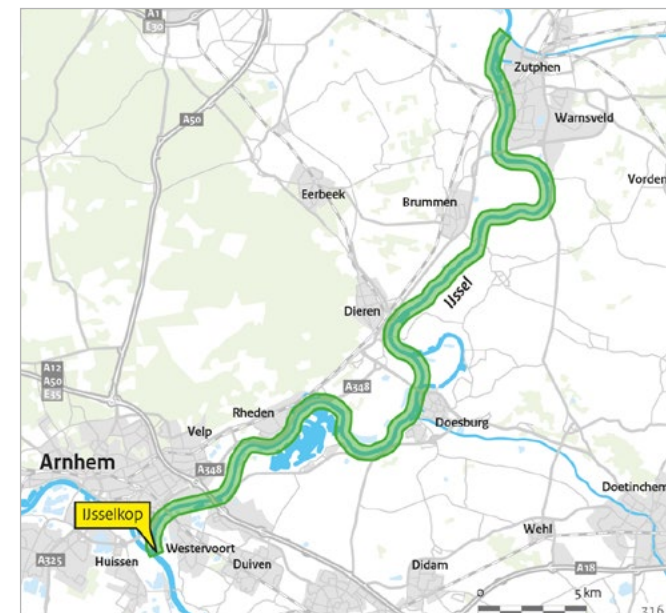 A1
E30
Zutphen
A50
Warnsveld
Eerbeek
Brummen
Vorden
IJssel
Dieren
A12
A50
E35
A348
Rheden
Velp
Doesburg
Arnhem
A348
Doetinchem
IJsselkop
Westervoort
Wehl
A325
Huissen
Duiven
Didam
A18
0
5 km